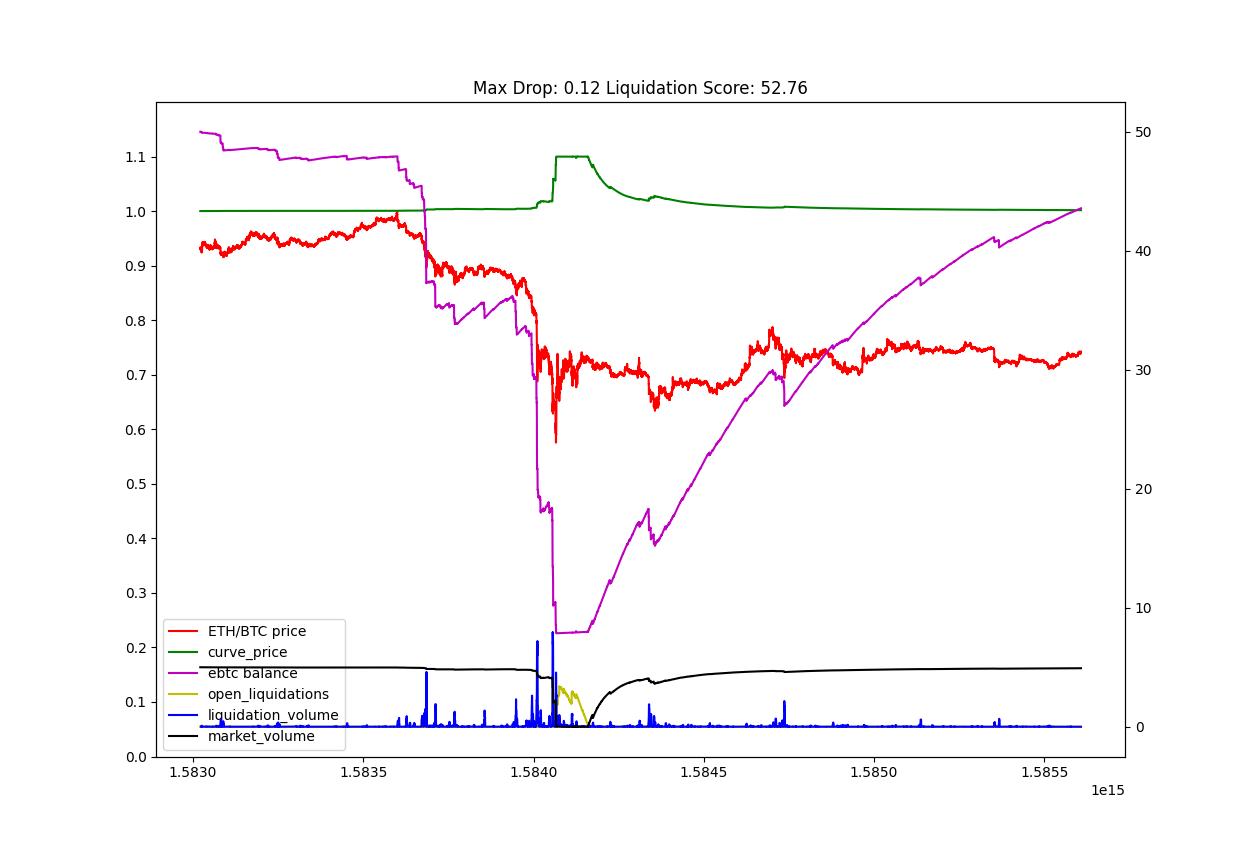 Max Drop: 0.12 Liquidation Score: 52.76
1.1
1.0
0.9
0.8
0.7
0.6
0.5
0.4
0.3
0.2
0.1
0.0
50
40
30
20
10
0
ETH/BTC price
curve_price
ebtc balance
open_liquidations
liquidation_volume
market_volume
1.5830 1.5835 1.5840 1.5845 1.5850 1.5855
1e15